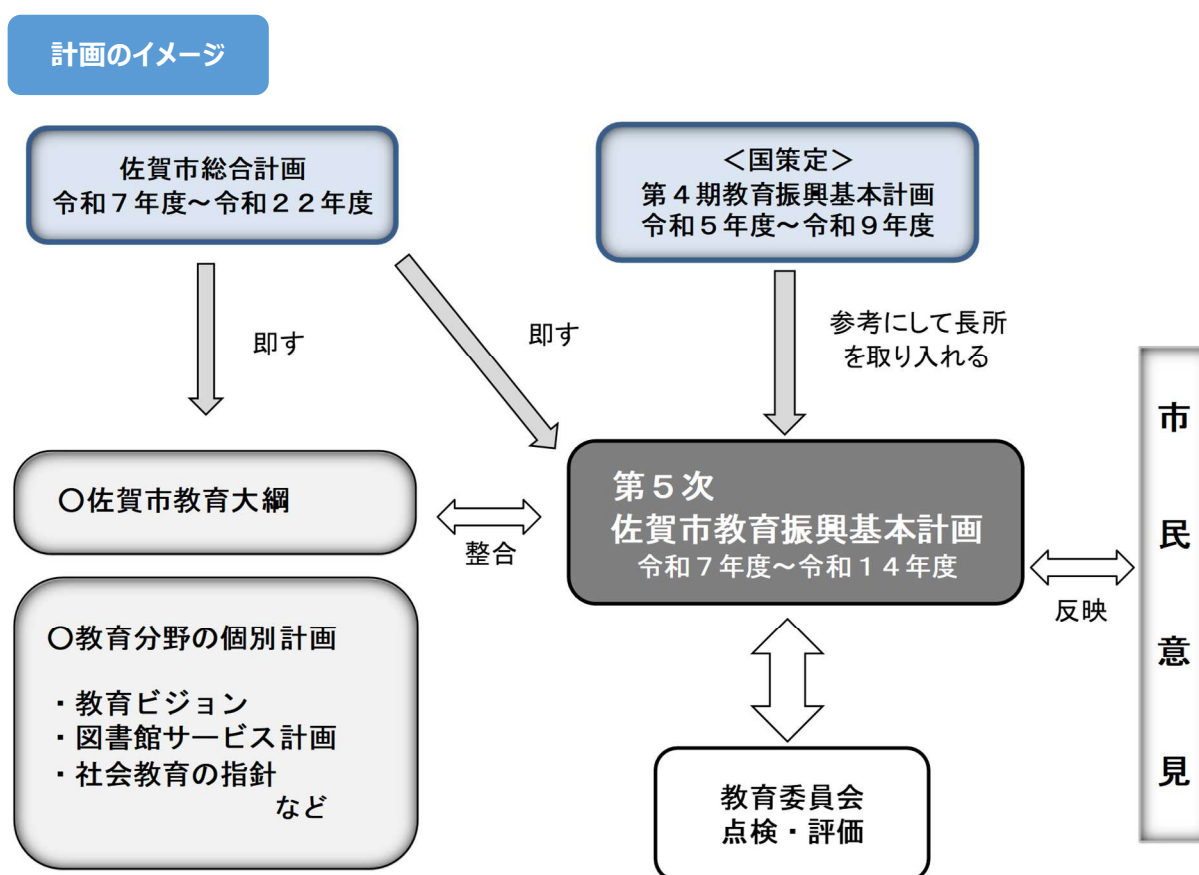 計画のイメージ
佐賀市総合計画
令和７年度～令和２２年度
＜国策定＞
第４期教育振興基本計画
令和５年度～令和９年度
即す
即す
参考にして長所
を取り入れる
〇佐賀市教育大綱
整合
第５次
佐賀市教育振興基本計画
令和７年度～令和１４年度
反映
市民意見
〇教育分野の個別計画
・教育ビジョン
・図書館サービス計画
・社会教育の指針
など
教育委員会
点検・評価